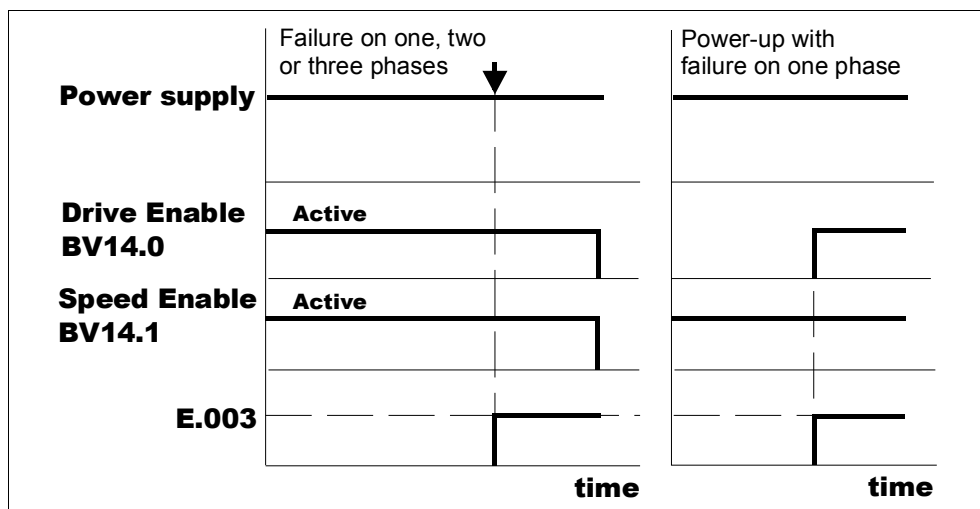 Failure on one, two
or three phases
Power-up with
failure on one phase
Power supply
Drive Enable
BV14.0
Active
Speed Enable
BV14.1
Active
E.003
time
time